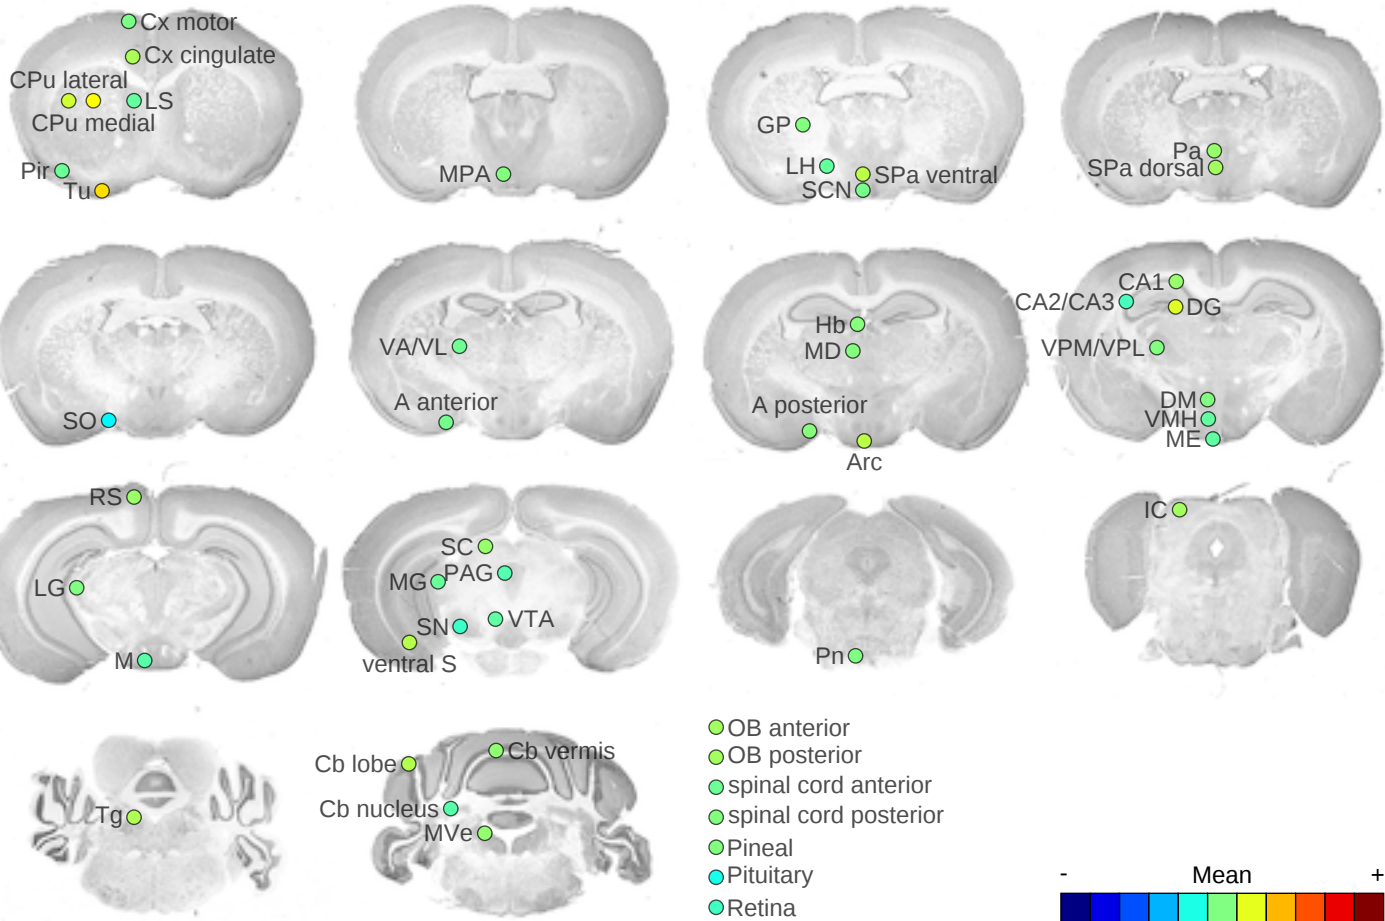 Cx motor
Cx cingulate
CPu lateral
LS
CPu medial
Pir
Tu
MPA
GP
LH
SPa ventral
SCN
Pa
SPa dorsal
SO
VA/VL
A anterior
Hb
MD
A posterior
Arc
CA1
CA2/CA3
DG
VPM/VPL
DM
VMH
ME
RS
LG
M
SC
MG
PAG
SN
VTA
ventral S
Pn
IC
Tg
Cb lobe
Cb vermis
Cb nucleus
MVe
OB anterior
OB posterior
spinal cord anterior
spinal cord posterior
Pineal
Pituitary
Retina
- Mean +